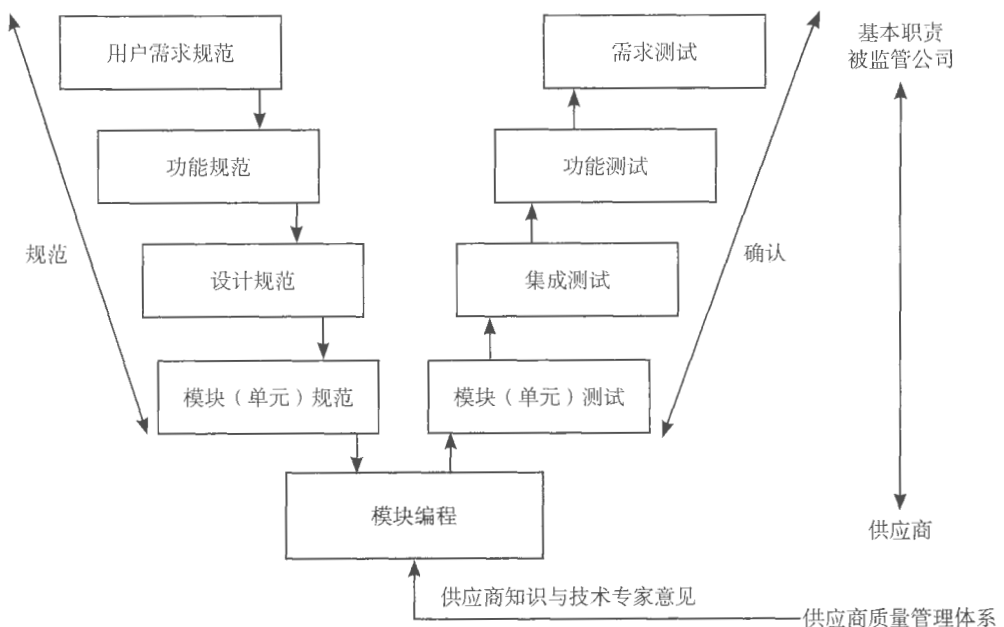 用户需求规范
需求测试
基本职责
被监管公司
功能规范
功能测试
规范
设计规范
集成测试
确认
模块（单元）规范
模块（单元）测试
模块编程
供应商
供应商知识与技术专家意见
供应商质量管理体系